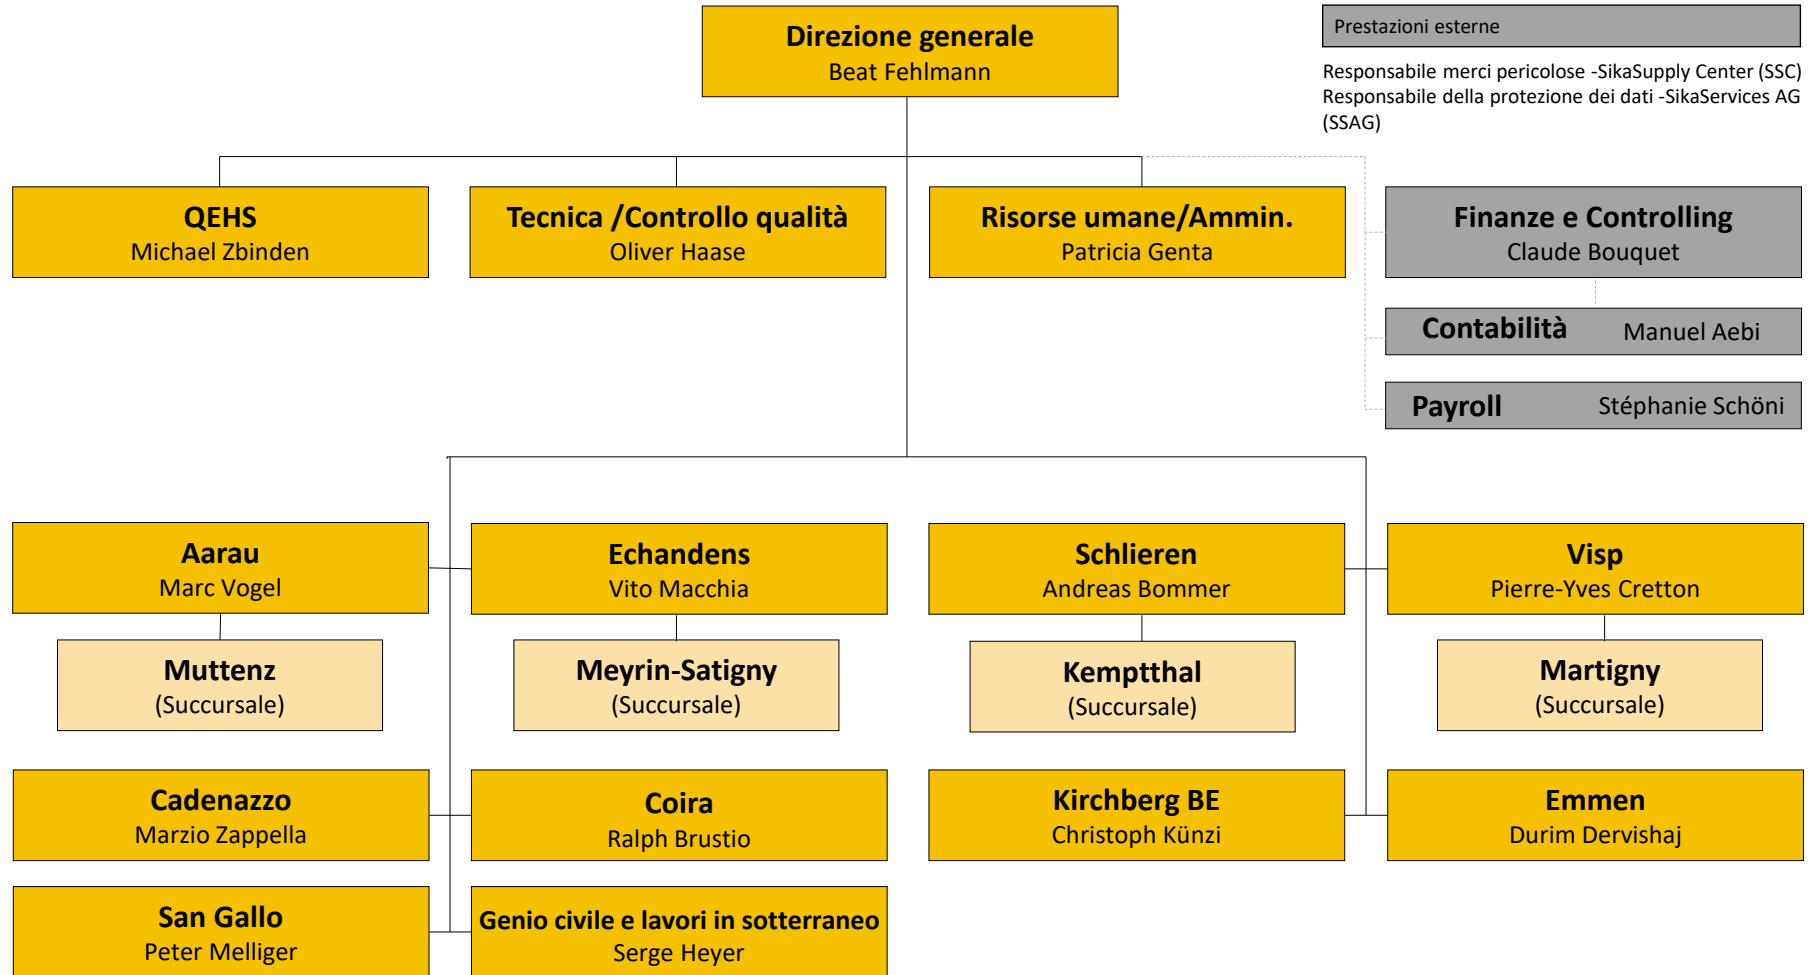 Direzione generale
Beat Fehlmann
Prestazioni esterne
Responsabile merci pericolose -SikaSupply Center (SSC)
Responsabile della protezione dei dati -SikaServices AG
(SSAG)
QEHS
Michael Zbinden
Tecnica /Controllo qualità
Oliver Haase
Risorse umane/Ammin.
Patricia Genta
Finanze e Controlling
Claude Bouquet
Contabilità Manuel Aebi
Payroll Stéphanie Schöni
Aarau
Marc Vogel
Echandens
Vito Macchia
Schlieren
Andreas Bommer
Visp
Pierre-Yves Cretton
Muttenz
(Succursale)
Meyrin-Satigny
(Succursale)
Kemptthal
(Succursale)
Martigny
(Succursale)
Cadenazzo
Marzio Zappella
Coira
Ralph Brustio
Kirchberg BE
Christoph Künzi
Emmen
Durim Dervishaj
San Gallo
Peter Melliger
Genio civile e lavori in sotterraneo
Serge Heyer